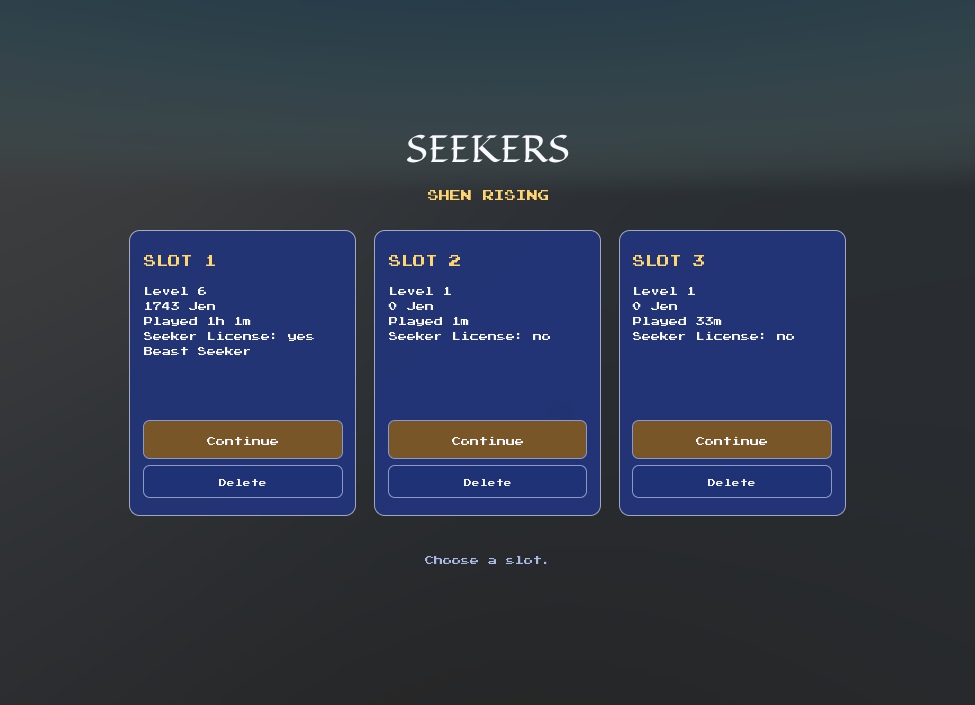 SEEKERS
SHEN RISING
SLOT 1
Level 6
1743 Jen
Played 1h 1m
Seeker License: yes
Beast Seeker
Continue
Delete
SLOT 2
Level 1
0 Jen
Played 1m
Seeker License: no
Continue
Delete
SLOT 3
Level 1
0 Jen
Played 33m
Seeker License: no
Continue
Delete
Choose a slot.